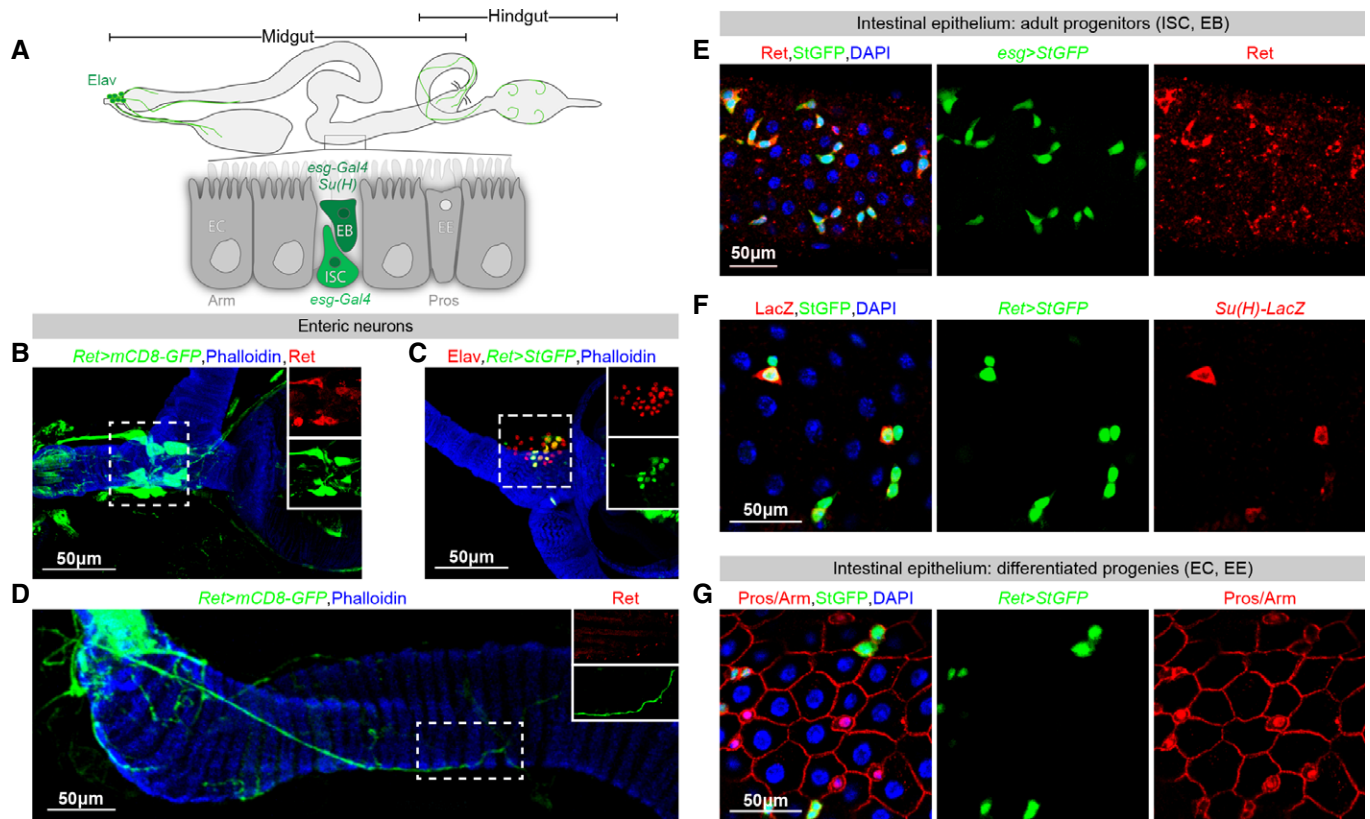 Hindgut
Midgut
A
Elav
esg-Gal4
Su(H)
EC
EB
EE
ISC
Arm
esg-Gal4
Pros
Enteric neurons
B
Ret>mCD8-GFP,Phalloidin,Ret
50µm
C
Elav,Ret>StGFP,Phalloidin
50µm
D
Ret>mCD8-GFP,Phalloidin
Ret
50µm
Intestinal epithelium: adult progenitors (ISC, EB)
E
Ret,StGFP,DAPI
esg>StGFP
Ret
50µm
F
LacZ,StGFP,DAPI
Ret>StGFP
Su(H)-LacZ
50µm
Intestinal epithelium: differentiated progenies (EC, EE)
G
Pros/Arm,StGFP,DAPI
Ret>StGFP
Pros/Arm
50µm